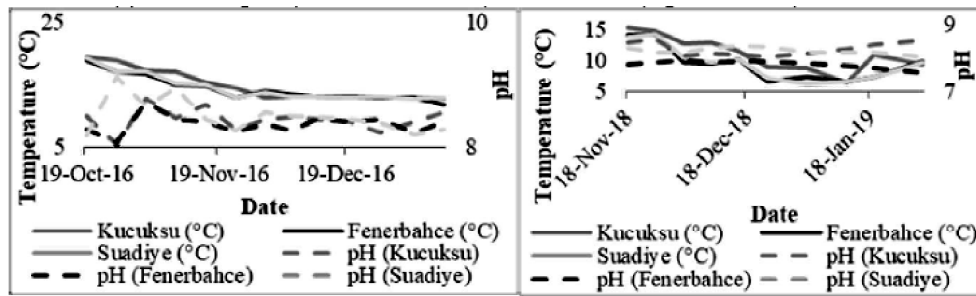 25
10
Temperature (°C)
pH
5
8
19-Oct-16 19-Nov-16 19-Dec-16
Date
Kucuksu (°C) Fenerbahce (°C)
Suadiye (°C) pH (Kucuksu)
pH (Fenerbahce) pH (Suadiye)
15
10
5
9
7
Temperature (°C)
pH
18-Nov-18 18-Dec-18 18-Jan-19
Date
Kucuksu (°C) Fenerbahce (°C)
Suadiye (°C) pH (Kucuksu)
pH (Fenerbahce) pH (Suadiye)